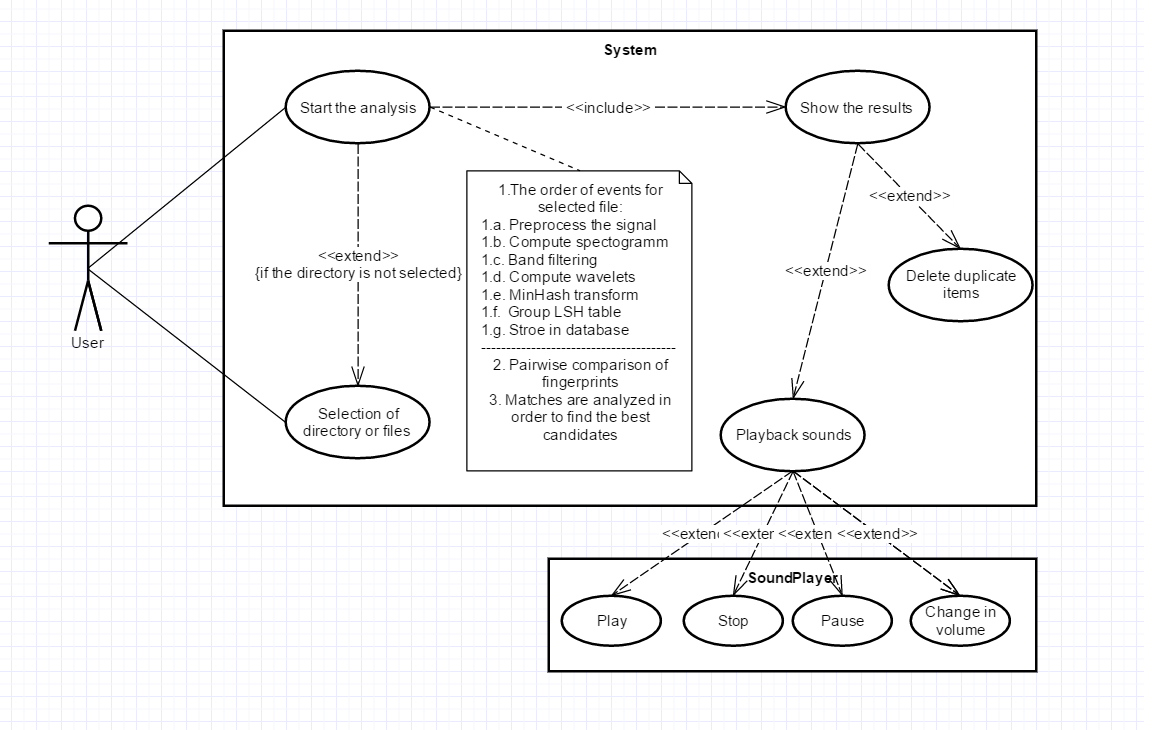 System
Start the analysis
<<include>>
Show the results
1.The order of events for
selected file:
1.a. Preprocess the signal
1.b. Compute spectogramm
1.c. Band filtering
1.d. Compute wavelets
1.e. MinHash transform
1.f. Group LSH table
1.g. Stroe in database
----------------------------------------
2. Pairwise comparison of
fingerprints
3. Matches are analyzed in
order to find the best
candidates
<<extend>>
{if the directory is not selected}
<<extend>>
<<extend>>
Delete duplicate
items
User
Selection of
directory or files
Playback sounds
<<exten
<<exter
<<exten
<<extend>>
SoundPlayer
Play
Stop
Pause
Change in
volume